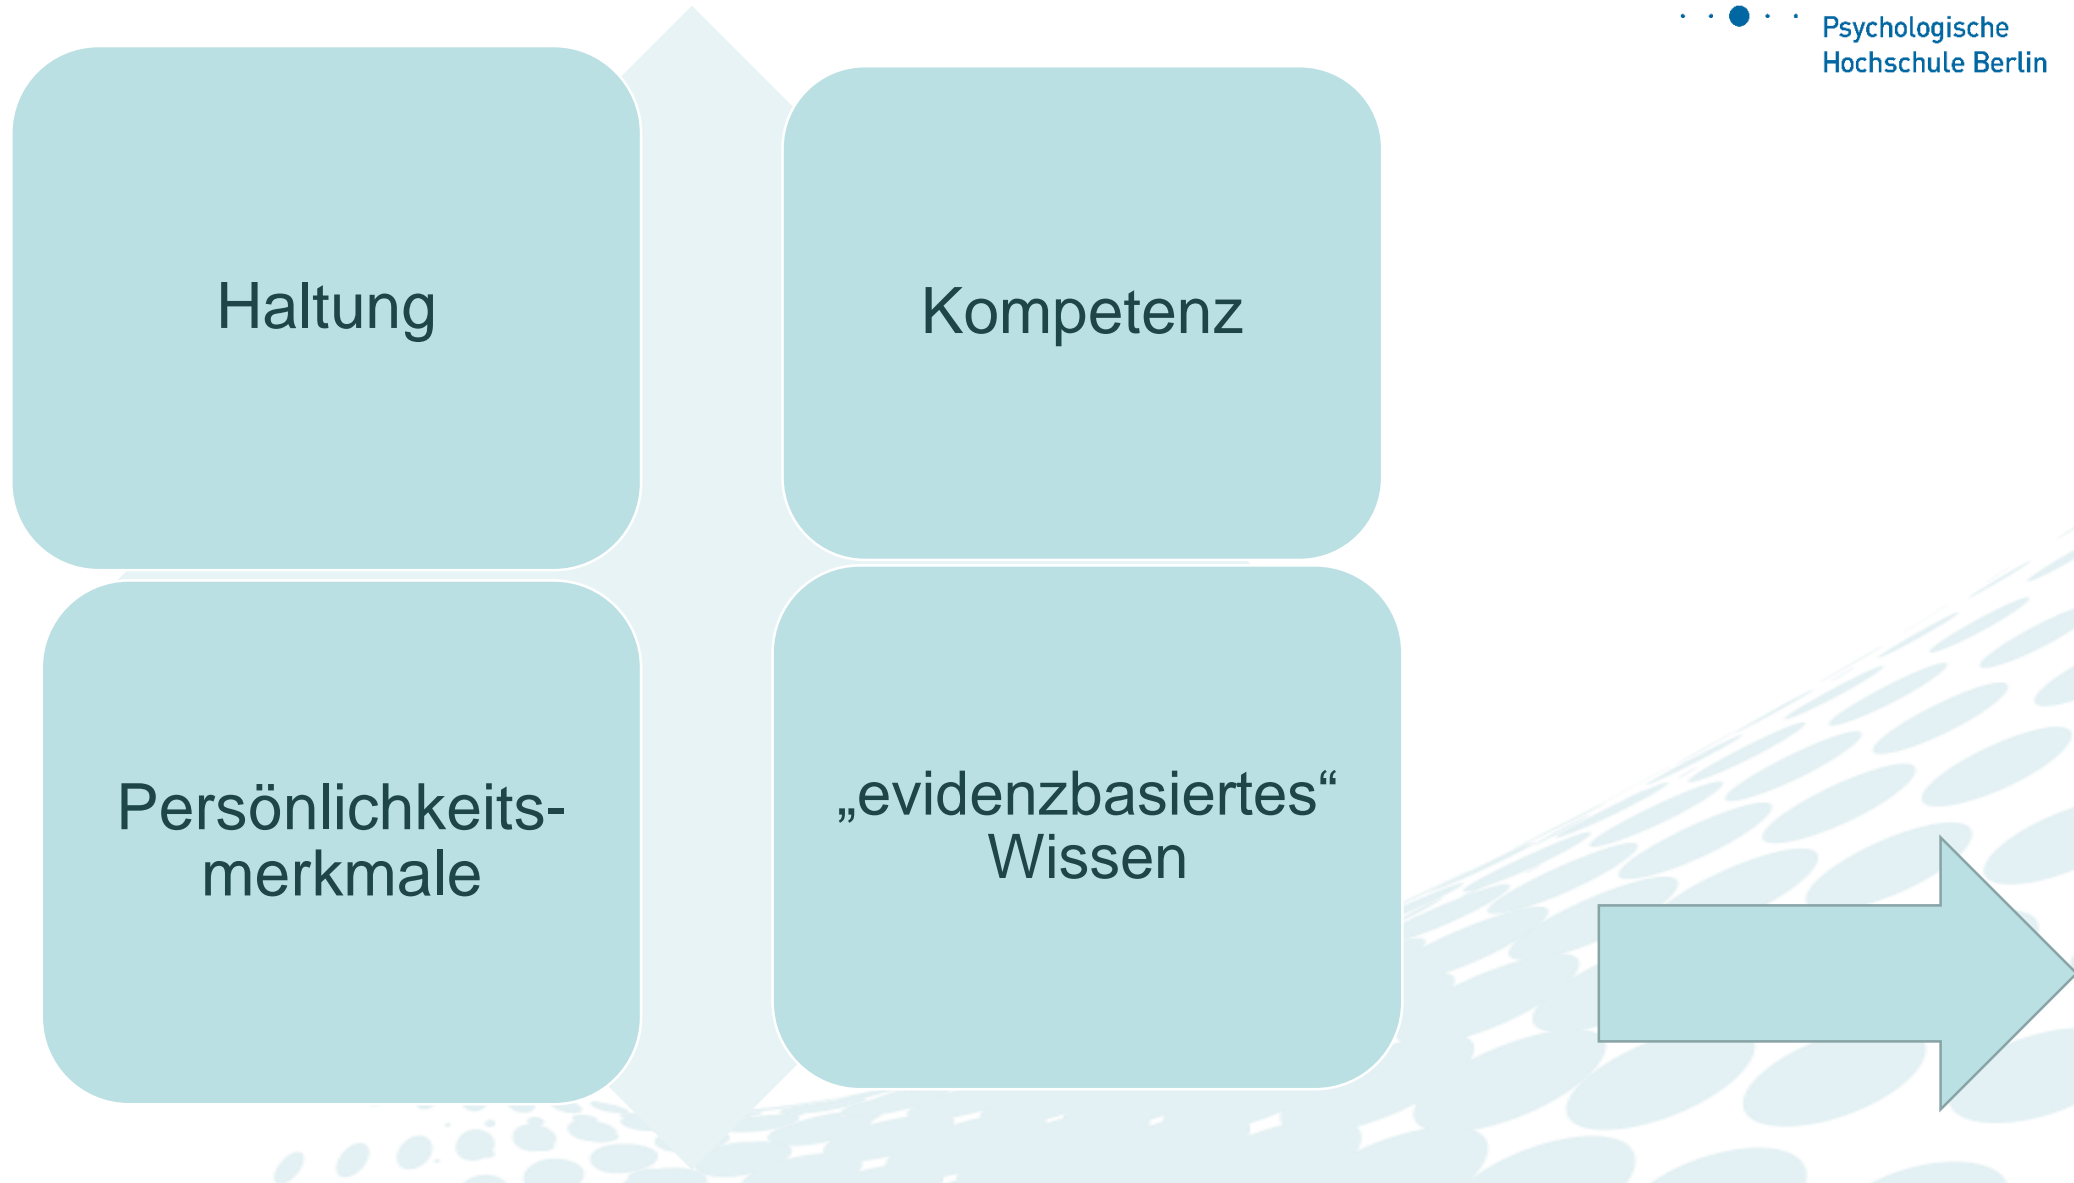 Psychologische
Hochschule Berlin
Haltung
Kompetenz
Persönlichkeits-
merkmale
„evidenzbasiertes“
Wissen